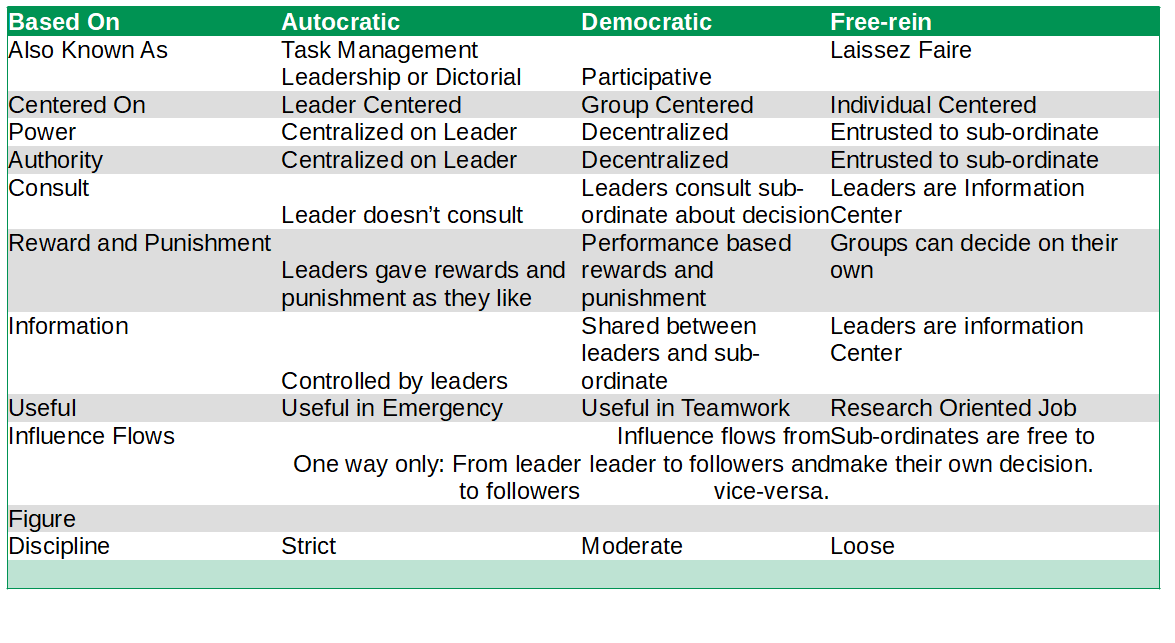 Based On Autocratic Democratic Free-rein
Also Known As Task Management Leadership or Dictorial Participative Laissez Faire
Centered On Leader Centered Group Centered Individual Centered
Power Centralized on Leader Decentralized Entrusted to sub-ordinate
Authority Centralized on Leader Decentralized Entrusted to sub-ordinate
Consult Leader doesn’t consult Leaders consult sub-ordinate about decision Leaders are Information Center
Reward and Punishment Leaders gave rewards and punishment as they like Performance based rewards and punishment Groups can decide on their own
Information Controlled by leaders Shared between leaders and sub-ordinate Leaders are information Center
Useful Useful in Emergency Useful in Teamwork Research Oriented Job
Influence Flows One way only: From leader to followers Influence flows from leader to followers and vice-versa. Sub-ordinates are free to make their own decision.
Figure
Discipline Strict Moderate Loose